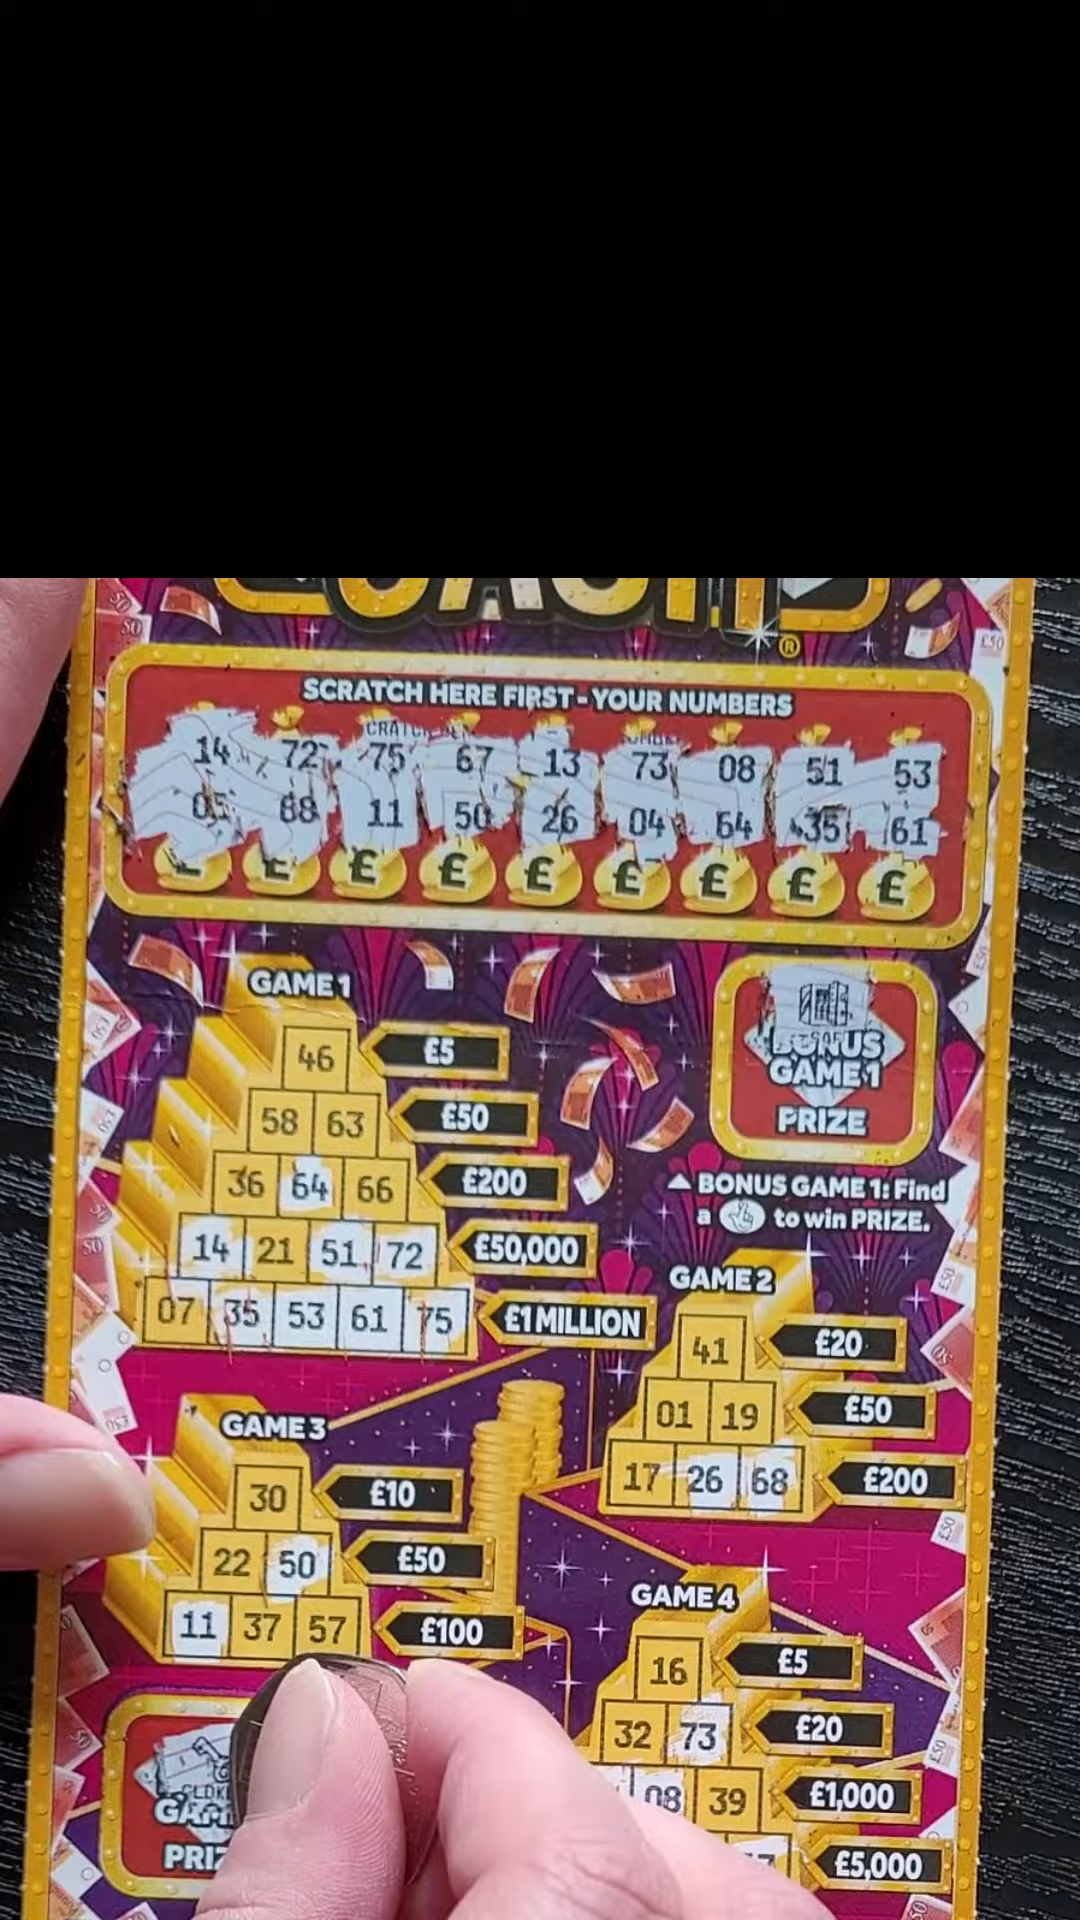 CASH
®
SCRATCH HERE FIRST - YOUR NUMBERS
14 72 75 67 13 73 08 51 53
05 68 11 50 26 04 64 35 61
£ £ £ £ £ £ £ £ £
GAME 1
46 £5
58 63 £50
36 64 66 £200
14 21 51 72 £50,000
07 35 53 61 75 £1 MILLION
BONUS
GAME 1
PRIZE
BONUS GAME 1: Find
a to win PRIZE.
GAME 2
41 £20
01 19 £50
17 26 68 £200
GAME 3
30 £10
22 50 £50
11 37 57 £100
GAME 4
16 £5
32 73 £20
08 39 £1,000
£5,000